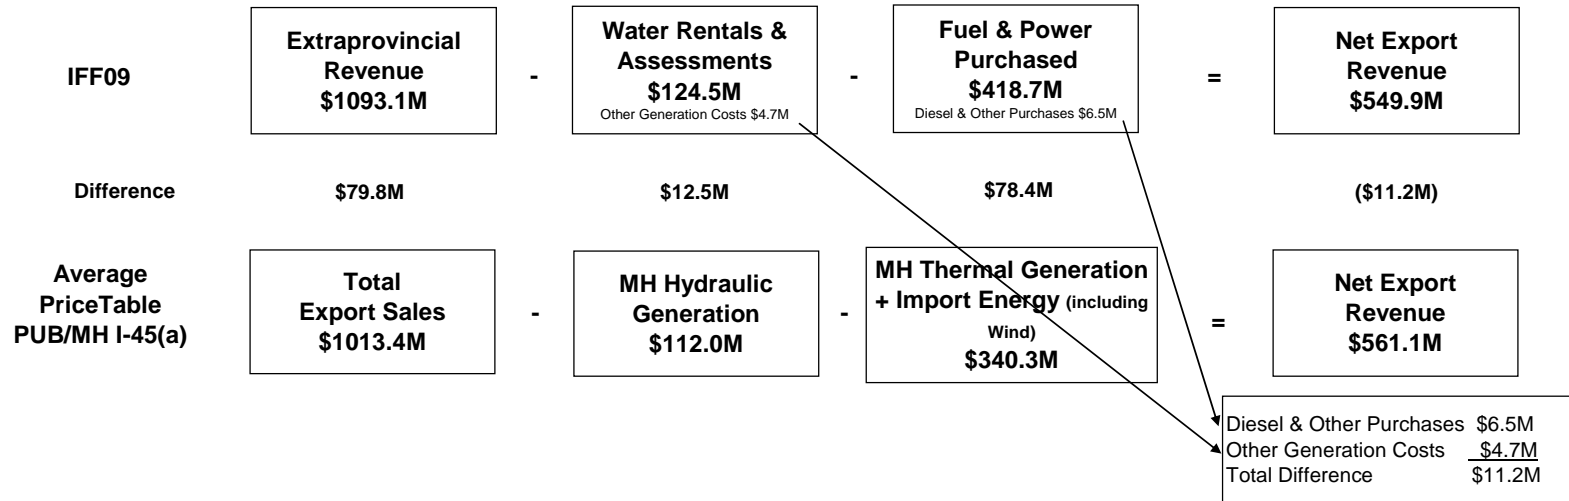 IFF09
Extraprovincial
Revenue
$1093.1M
-
Water Rentals &
Assessments
$124.5M
Other Generation Costs $4.7M
-
Fuel & Power
Purchased
$418.7M
Diesel & Other Purchases $6.5M
=
Net Export
Revenue
$549.9M
Difference
$79.8M
$12.5M
$78.4M
($11.2M)
Average
PriceTable
PUB/MH I-45(a)
Total
Export Sales
$1013.4M
-
MH Hydraulic
Generation
$112.0M
-
MH Thermal Generation
+ Import Energy (including
Wind)
$340.3M
=
Net Export
Revenue
$561.1M
Diesel & Other Purchases $6.5M
Other Generation Costs $4.7M
Total Difference $11.2M